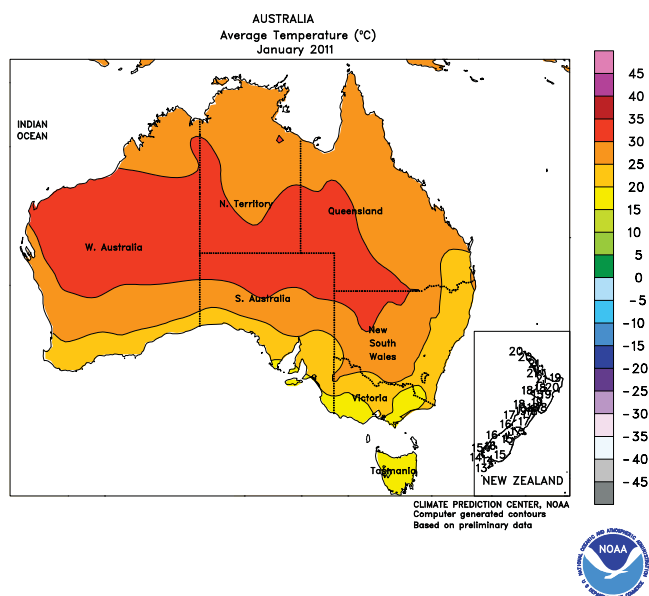 AUSTRALIA
Average Temperature (°C)
January 2011
INDIAN
OCEAN
N. Territory
Queensland
W. Australia
S. Australia
New
South
Wales
Victoria
Tasmania
NEW ZEALAND
45
40
35
30
25
20
15
10
5
0
-5
-10
-15
-20
-25
-30
-35
-40
-45
CLIMATE PREDICTION CENTER, NOAA
Computer generated contours
Based on preliminary data
NOAA